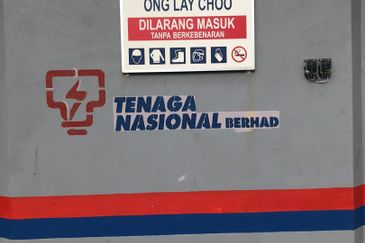 ONG LAY CHOO
DILARANG MASUK
TANPA BERKEBENARAN
TENAGA
NASIONAL BERHAD